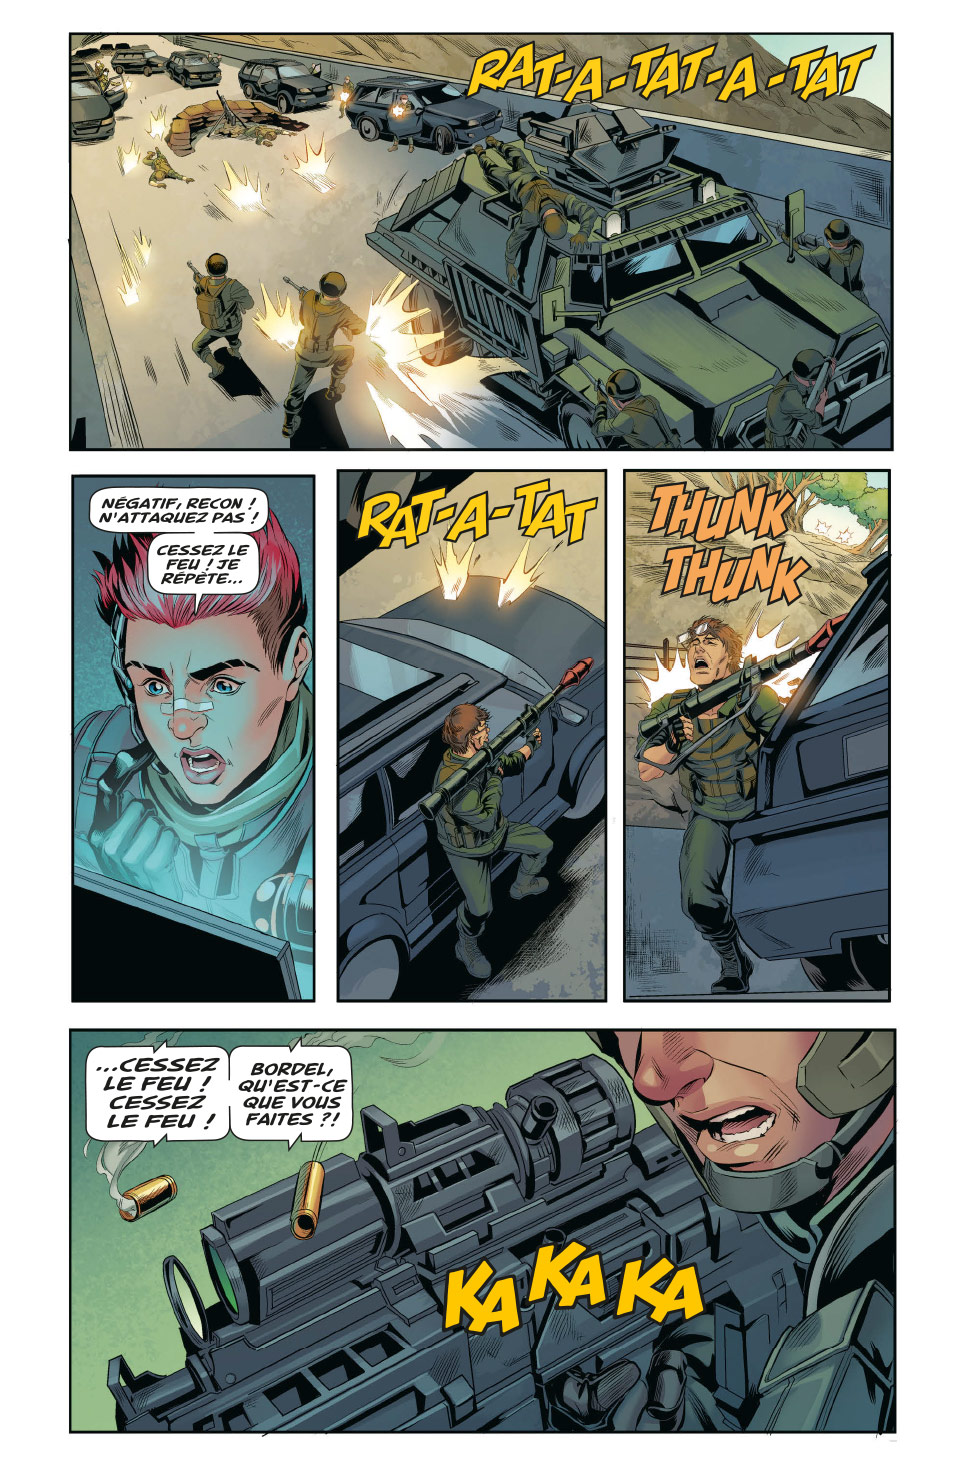 RAT-A-TAT-A-TAT
NÉGATIF, RECON !
N'ATTAQUEZ PAS !
CESSEZ LE
FEU ! JE
RÉPÈTE...
RAT-A-TAT
THUNK
THUNK
...CESSEZ
LE FEU !
CESSEZ
LE FEU !
BORDEL,
QU'EST-CE
QUE VOUS
FAITES ?!
KA KA KA